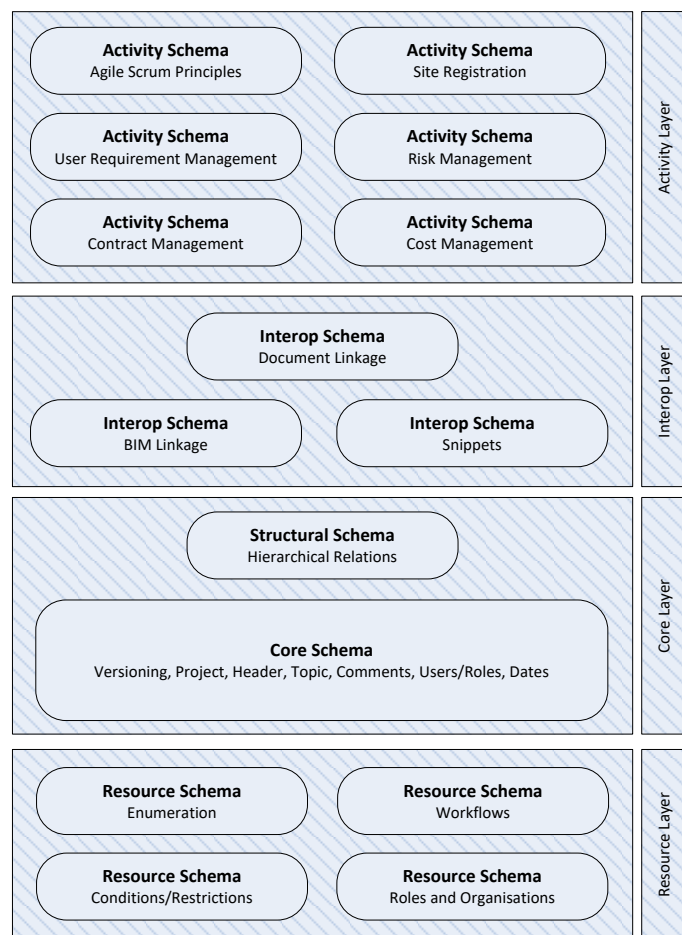 Activity Schema
Agile Scrum Principles
Activity Schema
Site Registration
Activity Schema
User Requirement Management
Activity Schema
Risk Management
Activity Schema
Contract Management
Activity Schema
Cost Management
Activity Layer
Interop Schema
Document Linkage
Interop Schema
BIM Linkage
Interop Schema
Snippets
Interop Layer
Structural Schema
Hierarchical Relations
Core Schema
Versioning, Project, Header, Topic, Comments, Users/Roles, Dates
Core Layer
Resource Schema
Enumeration
Resource Schema
Workflows
Resource Schema
Conditions/Restrictions
Resource Schema
Roles and Organisations
Resource Layer